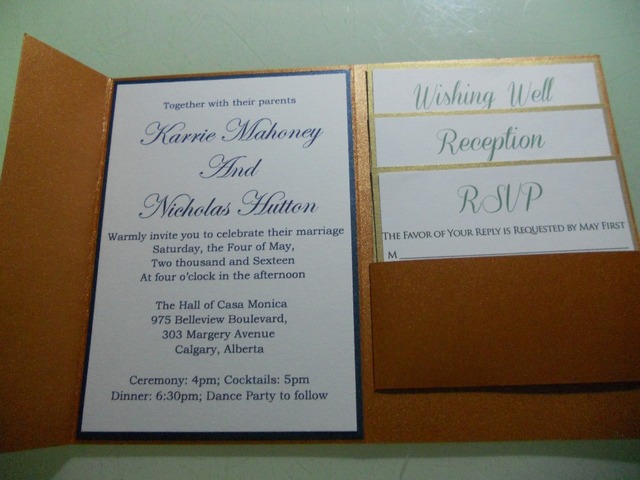 Together with their parents
Karrie Mahoney
And
Nicholas Hutton
Warmly invite you to celebrate their marriage
Saturday, the Four of May,
Two thousand and Sexteen
At four o'clock in the afternoon
The Hall of Casa Monica
975 Belleview Boulevard,
303 Margery Avenue
Calgary, Alberta
Ceremony: 4pm; Cocktails: 5pm
Dinner: 6:30pm; Dance Party to follow
Wishing Well
Reception
RSVP
The Favor of Your Reply is Requested by May First
M